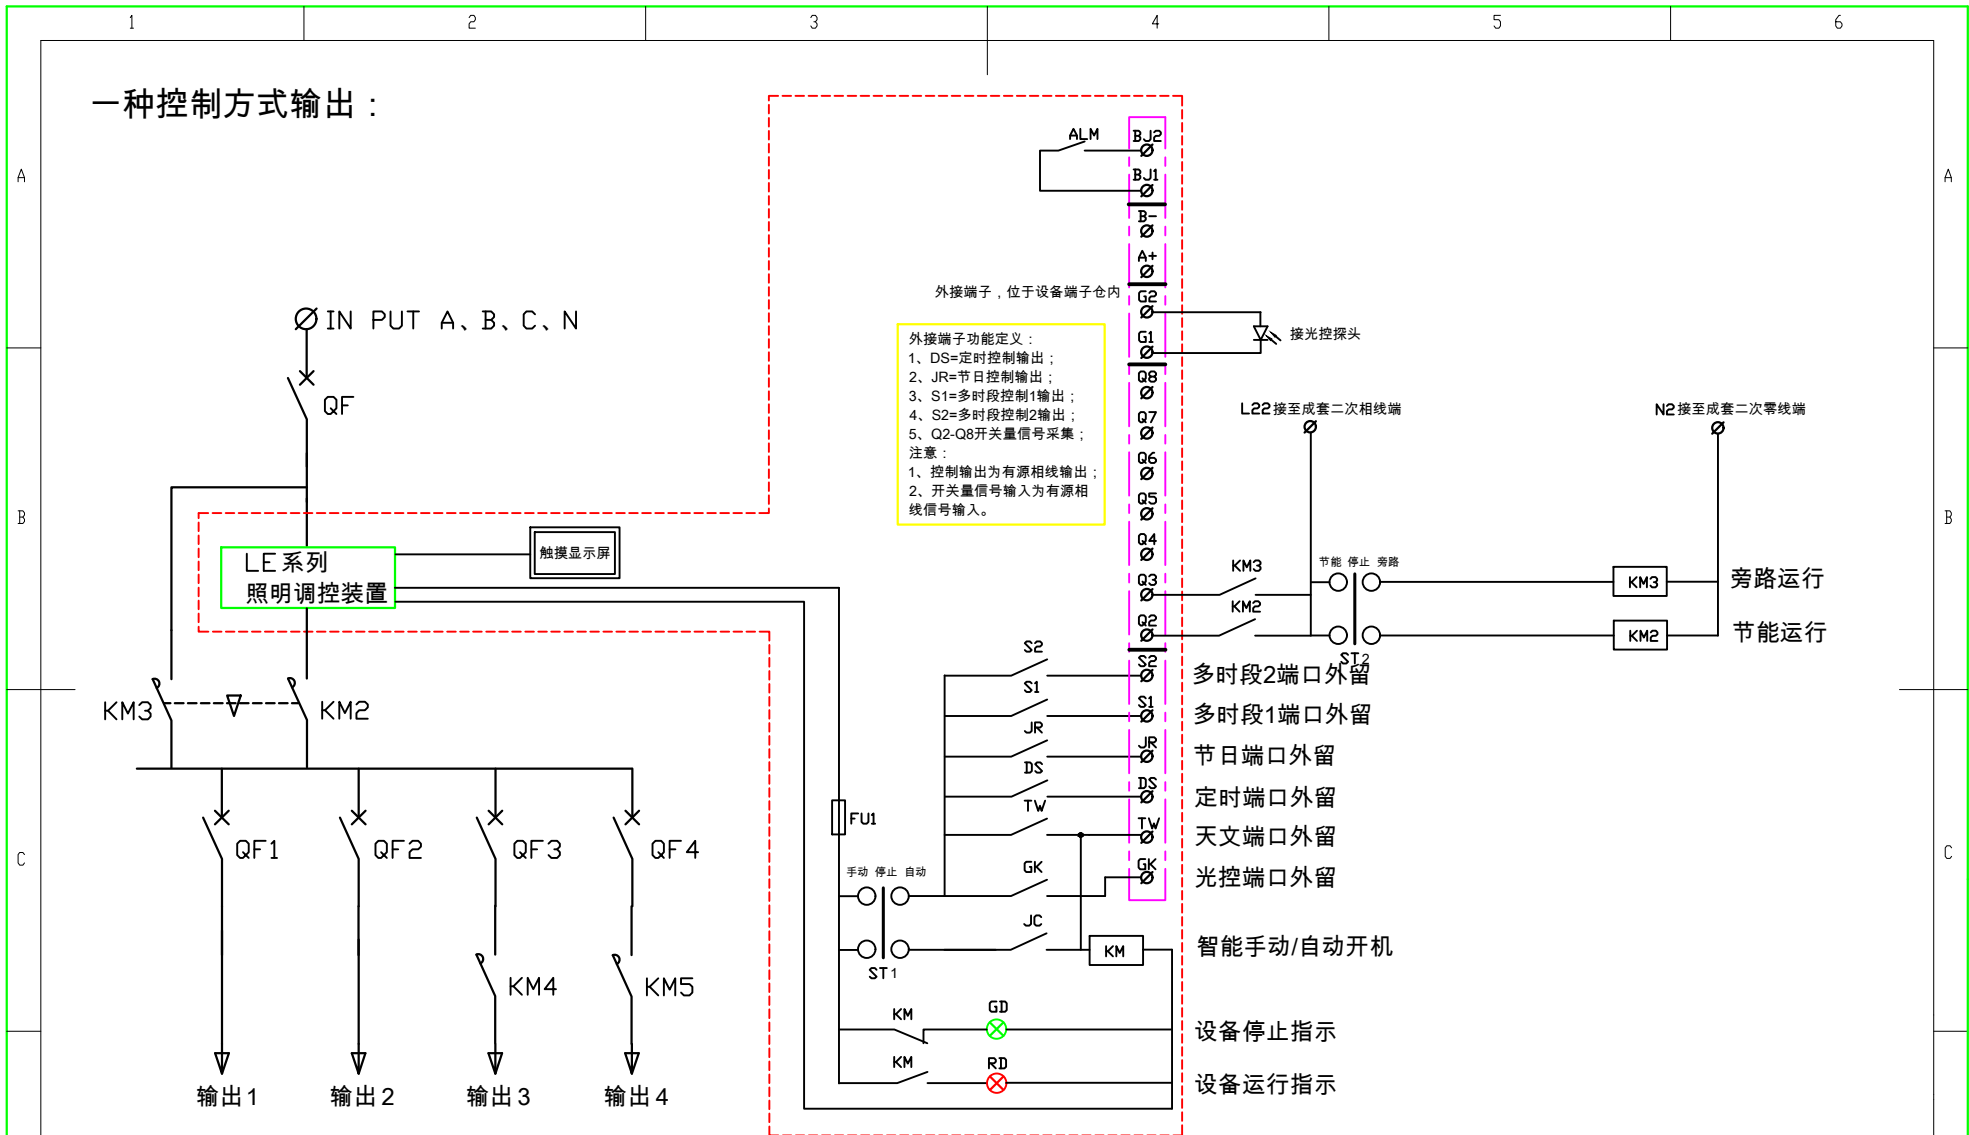 1 2 3 4 5 6
一种控制方式输出：
A
A
B
B
C
C
IN PUT A、B、C、N
QF
LE系列
照明调控装置
触摸显示屏
KM3
KM2
QF1
QF2
QF3
QF4
KM4
KM5
输出1
输出2
输出3
输出4
ALM
BJ2
BJ1
B-
A+
外接端子，位于设备端子仓内
G2
G1
接光控探头
外接端子功能定义：
1、DS=定时控制输出；
2、JR=节日控制输出；
3、S1=多时段控制1输出；
4、S2=多时段控制2输出；
5、Q2-Q8开关量信号采集；
注意：
1、控制输出为有源相线输出；
2、开关量信号输入为有源相
线信号输入。
Q8
Q7
Q6
Q5
Q4
Q3
Q2
L22接至成套二次相线端
N2接至成套二次零线端
KM3
KM2
节能 停止 旁路
ST2
KM3
旁路运行
KM2
节能运行
S2
S2
多时段2端口外留
S1
S1
多时段1端口外留
JR
JR
节日端口外留
DS
DS
定时端口外留
TW
TW
天文端口外留
GK
GK
光控端口外留
FU1
手动 停止 自动
ST1
JC
KM
智能手动/自动开机
KM
GD
设备停止指示
KM
RD
设备运行指示